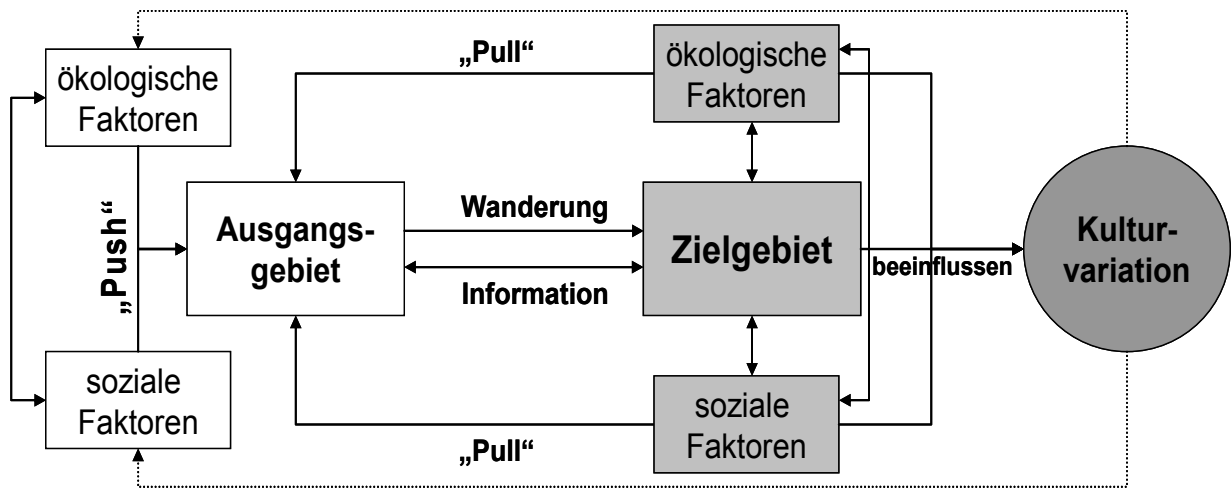 ökologische
Faktoren
„Push“
soziale
Faktoren
„Pull“
Ausgangs-
gebiet
Wanderung
Information
„Pull“
ökologische
Faktoren
Zielgebiet
soziale
Faktoren
beeinflussen
Kultur-
variation